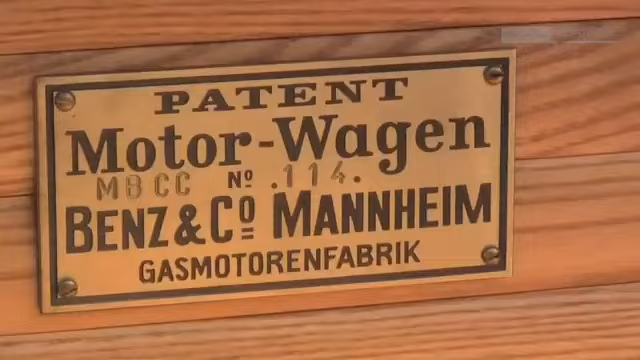 PATENT
Motor-Wagen
MBCC Nº .114.
BENZ & Cº MANNHEIM
GASMOTORENFABRIK